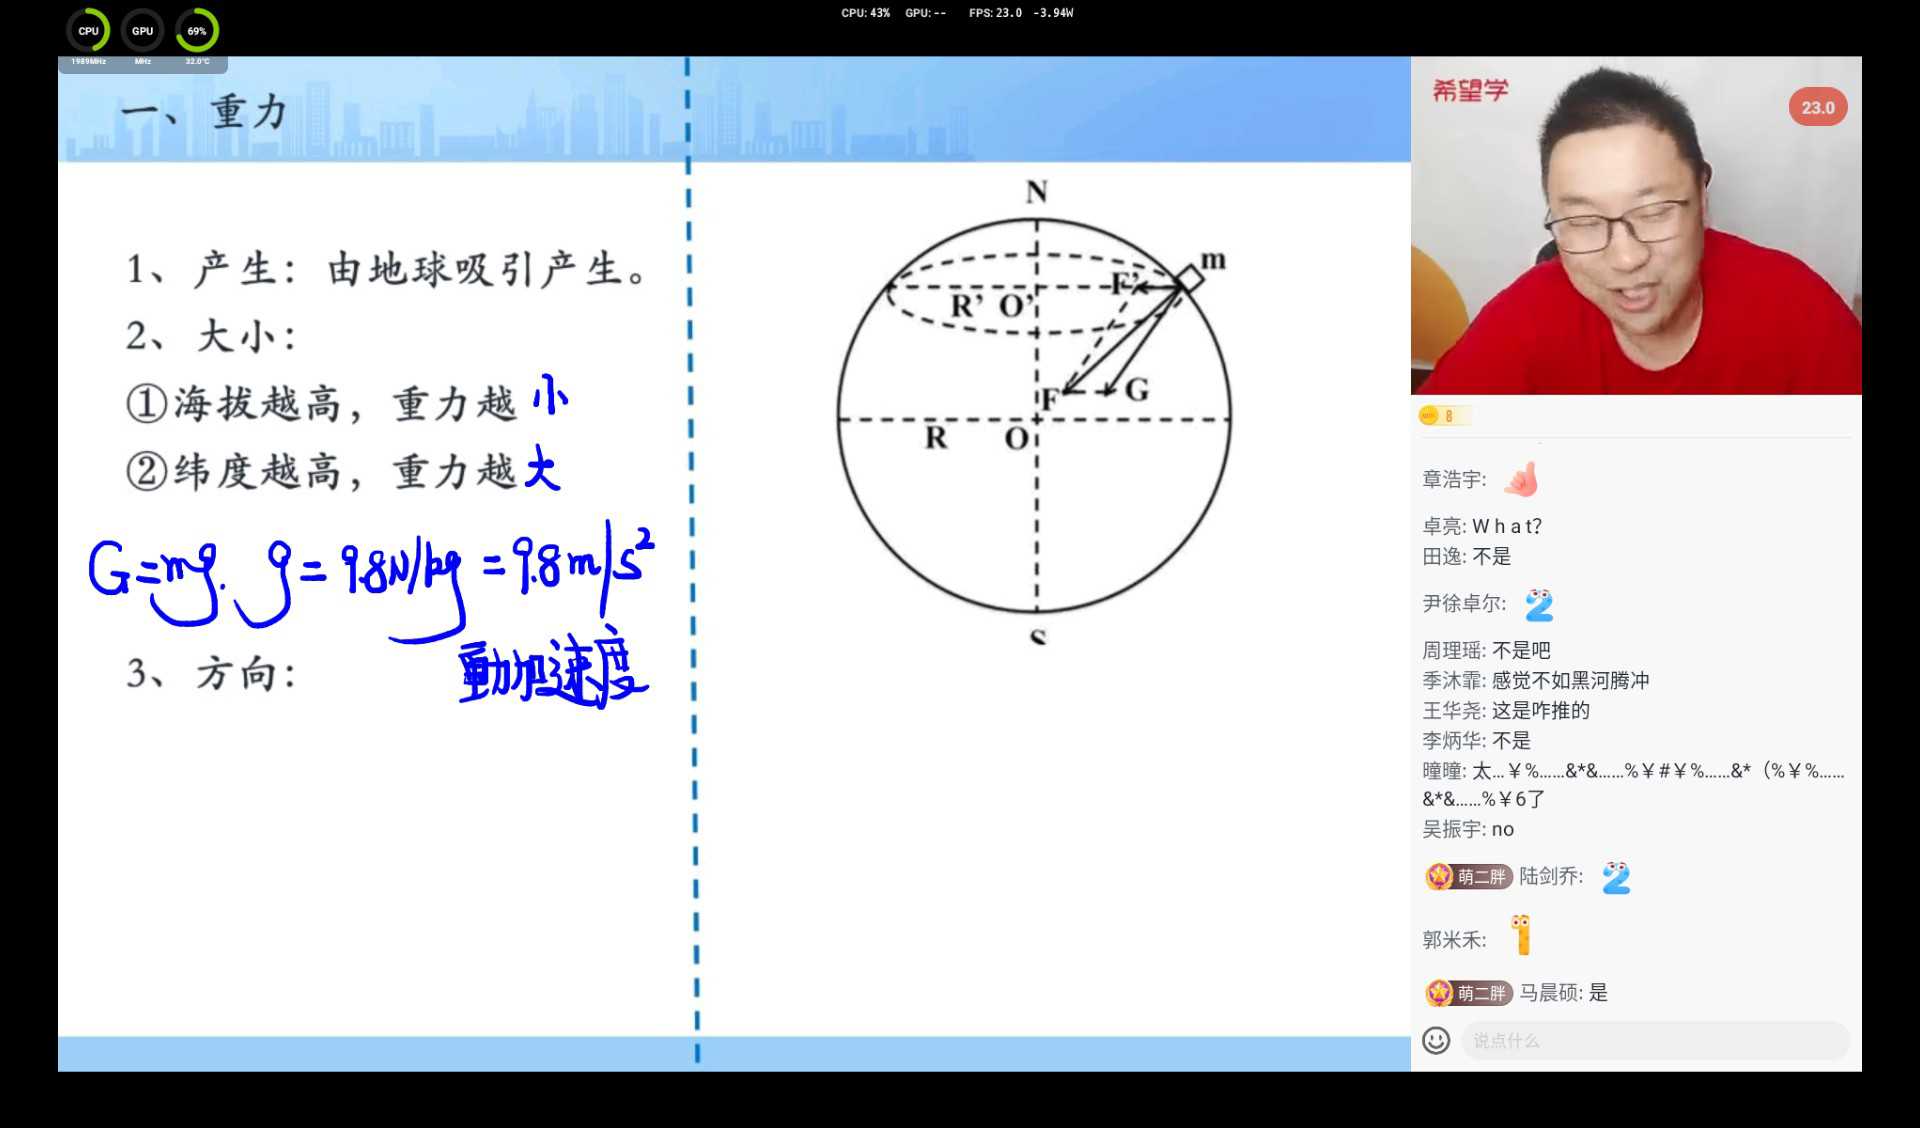 CPU: 43% GPU: -- FPS: 23.0 -3.94W
CPU GPU 69%
1989MHz MHz 32.0°C
一、重力
1、产生：由地球吸引产生。
2、大小：
①海拔越高，重力越小
②纬度越高，重力越大
G=mg. g=9.8N/kg=9.8m/s²
3、方向：
加速度
N
m
F'
R' O'
F G
R O
S
希望学
23.0
8
章浩宇:
卓亮: W h a t？
田逸: 不是
尹徐卓尔: 2
周理瑶: 不是吧
季沐霏: 感觉不如黑河腾冲
王华尧: 这是咋推的
李炳华: 不是
曈曈: 太...￥%......&*&......%￥#￥%......&*（%￥%......
&*&......%￥6了
吴振宇: no
萌二胖 陆剑乔: 2
郭米禾: 1
萌二胖 马晨硕: 是
说点什么